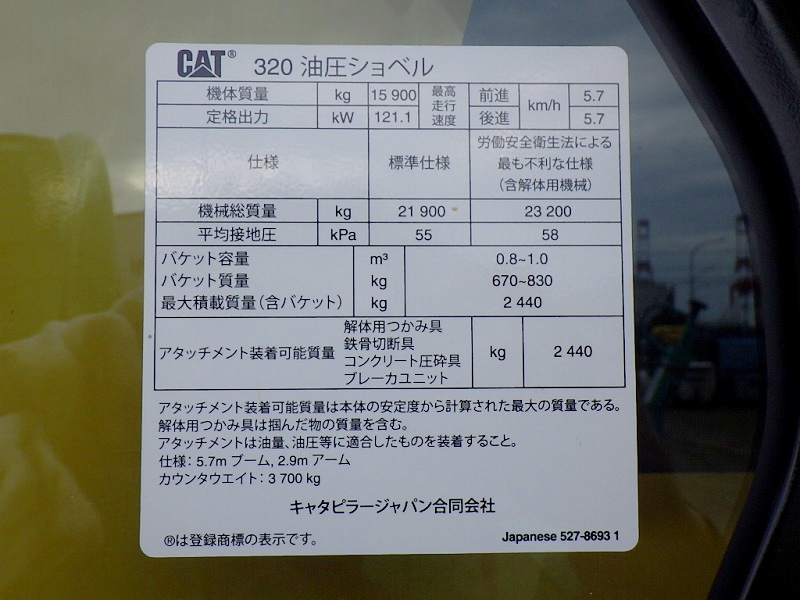 CAT® 320 油圧ショベル
機体質量 kg 15 900 最高走行速度 前進 km/h 5.7
定格出力 kW 121.1 後進 5.7
仕様 標準仕様 労働安全衛生法による
最も不利な仕様
(含解体用機械)
機械総質量 kg 21 900 23 200
平均接地圧 kPa 55 58
バケット容量 m³ 0.8~1.0
バケット質量 kg 670~830
最大積載質量(含バケット) kg 2 440
アタッチメント装着可能質量 解体用つかみ具
鉄骨切断具
コンクリート圧砕具
ブレーカユニット
kg 2 440
アタッチメント装着可能質量は本体の安定度から計算された最大の質量である。
解体用つかみ具は掴んだ物の質量を含む。
アタッチメントは油量、油圧等に適合したものを装着すること。
仕様: 5.7m ブーム, 2.9m アーム
カウンタウエイト: 3 700 kg
キャタピラージャパン合同会社
®は登録商標の表示です。
Japanese 527-8693 1